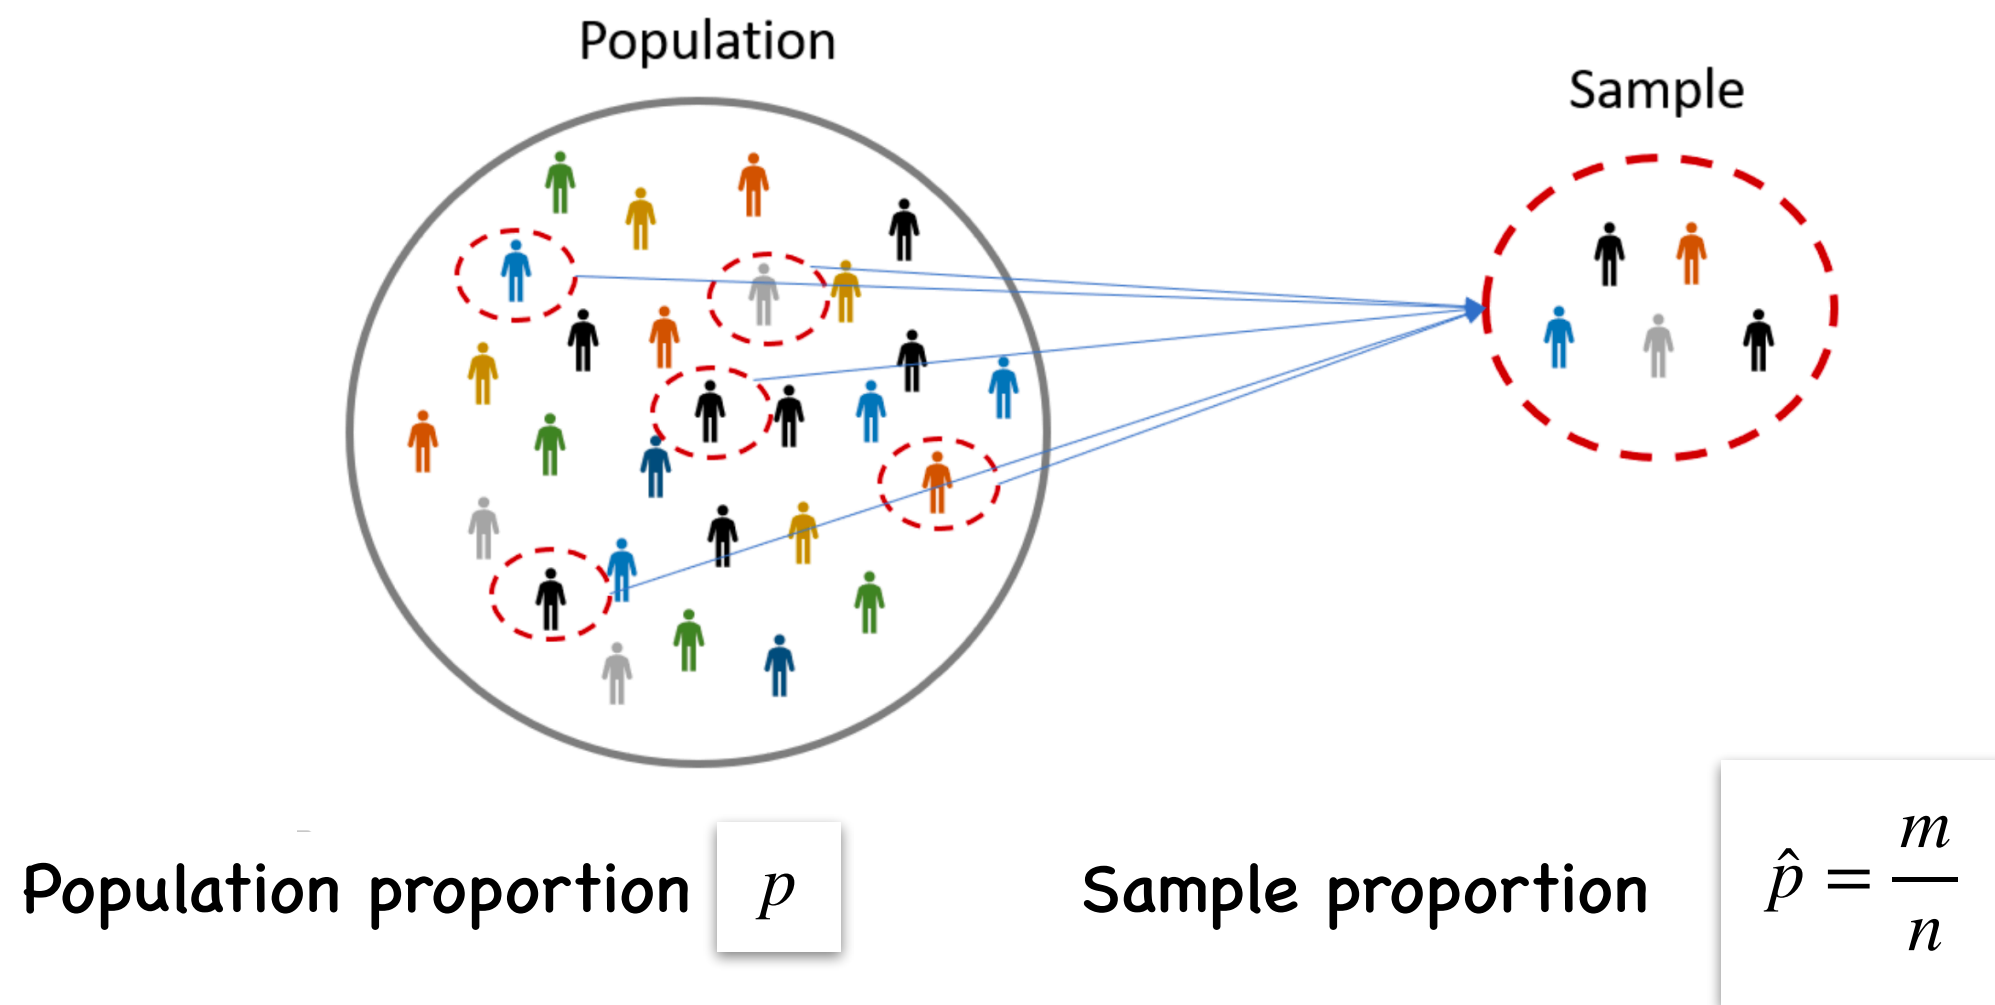 Population
Sample
Population proportion p
Sample proportion p̂ = m/n